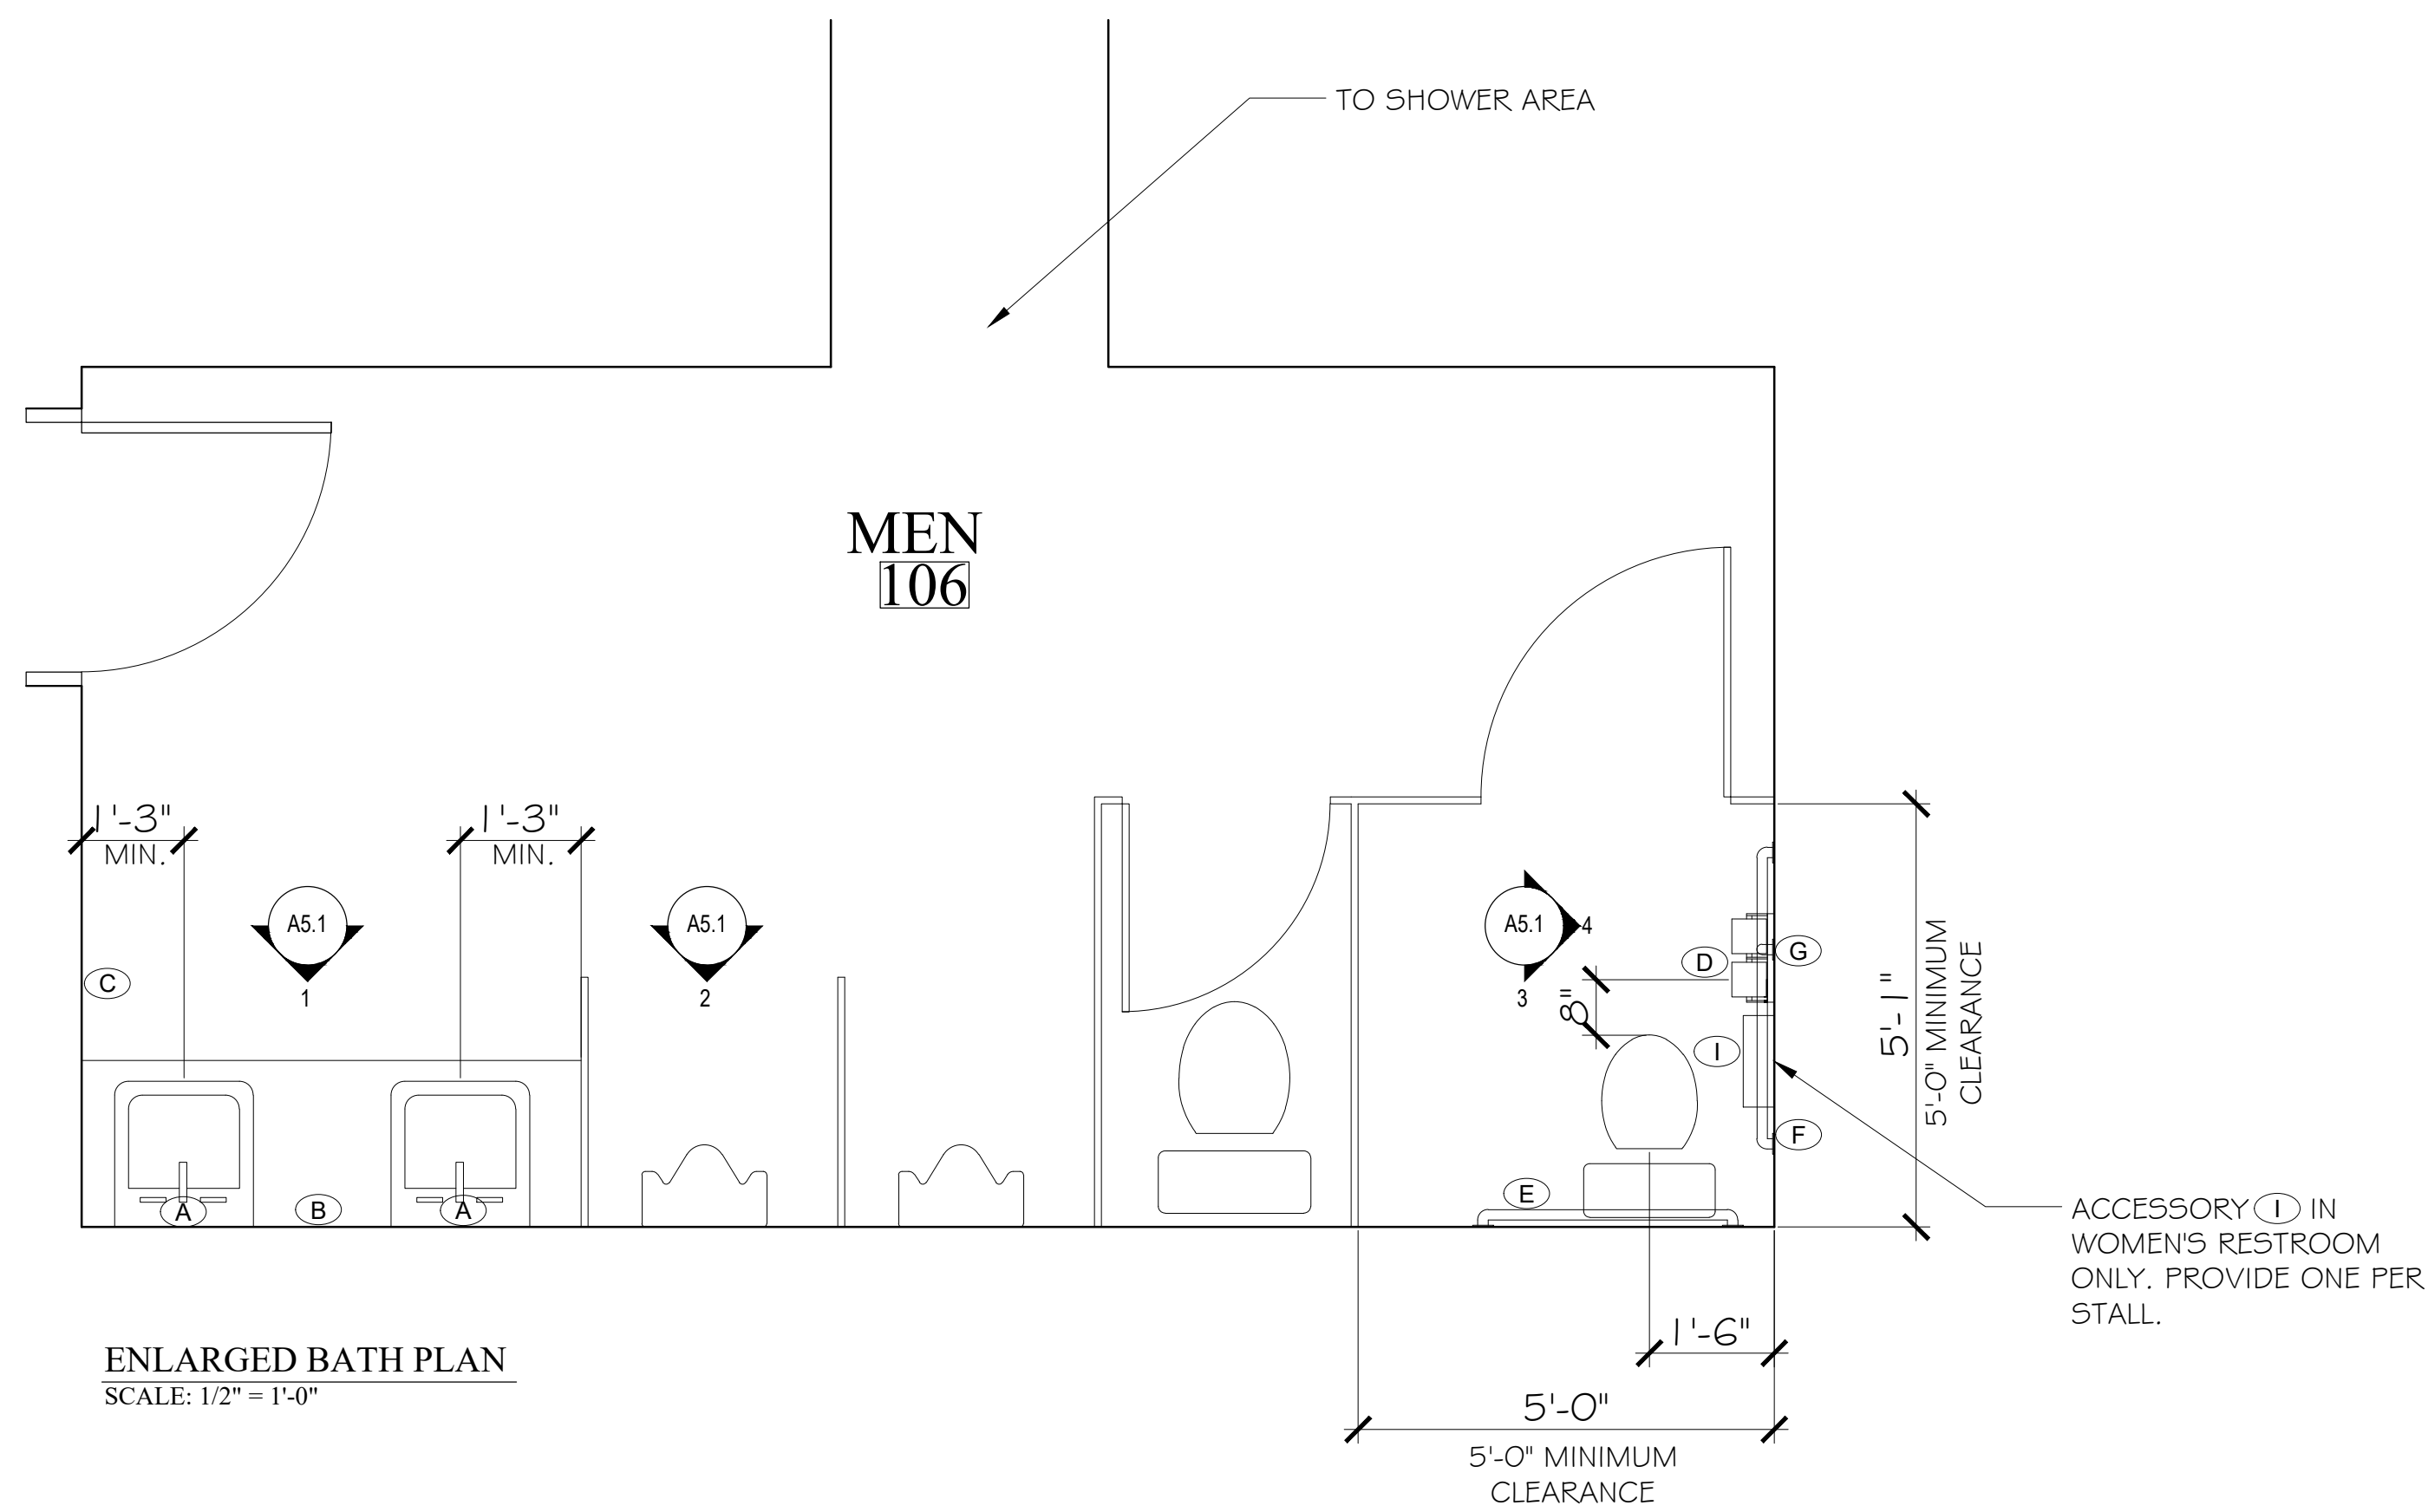 TO SHOWER AREA
MEN
106
1'-3"
MIN.
1'-3"
MIN.
A5.1
1
A5.1
2
A5.1
4
3
C
G
D
8"
I
F
E
A
B
A
5'-1"
5'-0" MINIMUM
CLEARANCE
ACCESSORY I IN
WOMEN'S RESTROOM
ONLY. PROVIDE ONE PER
STALL.
1'-6"
5'-0"
5'-0" MINIMUM
CLEARANCE
ENLARGED BATH PLAN
SCALE: 1/2" = 1'-0"